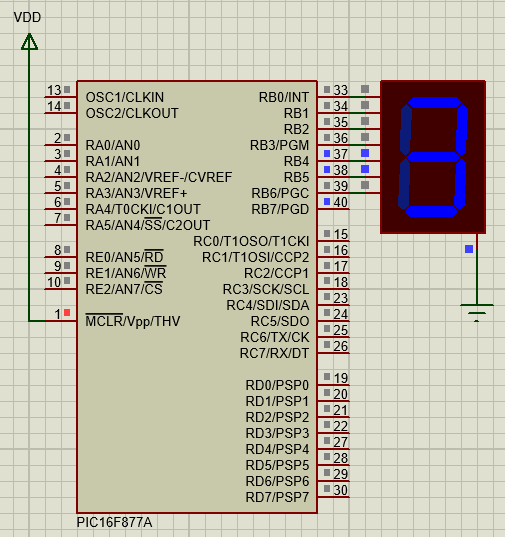 VDD
13 OSC1/CLKIN RB0/INT 33
14 OSC2/CLKOUT RB1 34
RB2 35
2 RA0/AN0 RB3/PGM 36
3 RA1/AN1 RB4 37
4 RA2/AN2/VREF-/CVREF RB5 38
5 RA3/AN3/VREF+ RB6/PGC 39
6 RA4/T0CKI/C1OUT RB7/PGD 40
7 RA5/AN4/SS/C2OUT
RC0/T1OSO/T1CKI 15
8 RE0/AN5/RD RC1/T1OSI/CCP2 16
9 RE1/AN6/WR RC2/CCP1 17
10 RE2/AN7/CS RC3/SCK/SCL 18
RC4/SDI/SDA 23
1 MCLR/Vpp/THV RC5/SDO 24
RC6/TX/CK 25
RC7/RX/DT 26
RD0/PSP0 19
RD1/PSP1 20
RD2/PSP2 21
RD3/PSP3 22
RD4/PSP4 27
RD5/PSP5 28
RD6/PSP6 29
RD7/PSP7 30
PIC16F877A